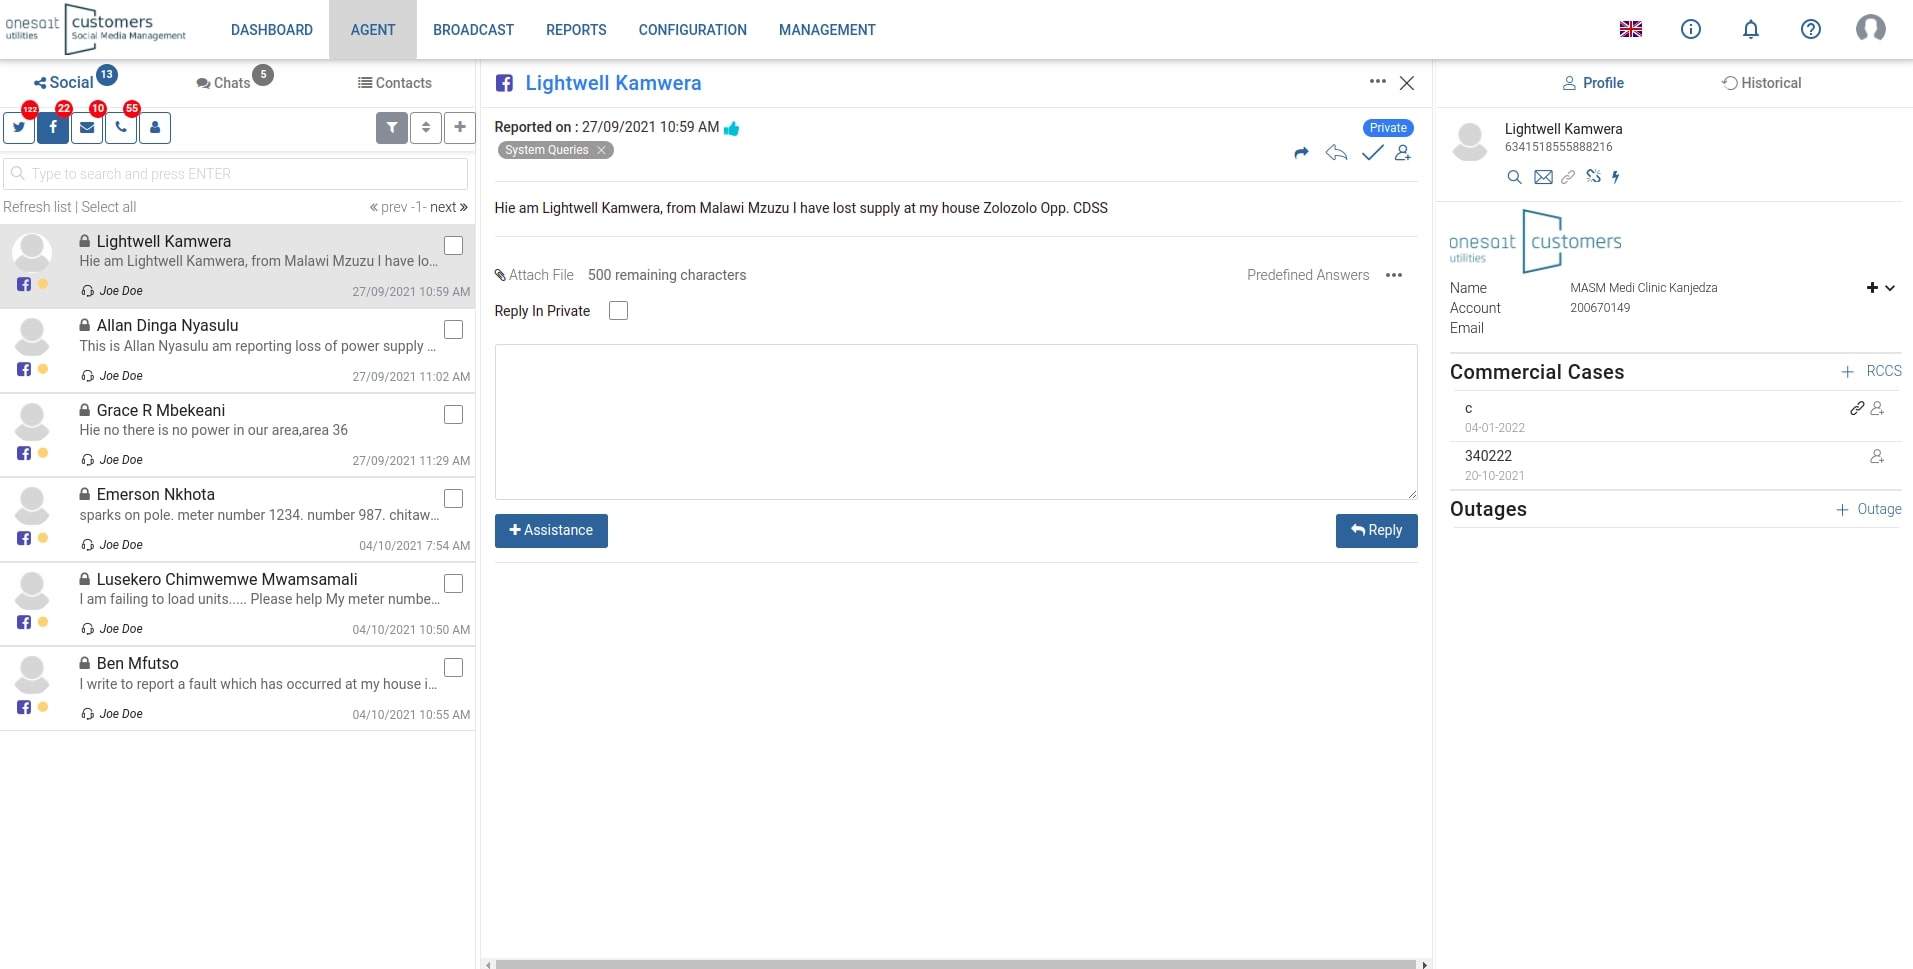 onesait utilities customers Social Media Management
DASHBOARD AGENT BROADCAST REPORTS CONFIGURATION MANAGEMENT
Social 13 Chats 5 Contacts
122 22 10 55
Type to search and press ENTER
Refresh list | Select all « prev -1- next »
Lightwell Kamwera
Hie am Lightwell Kamwera, from Malawi Mzuzu I have lo...
Joe Doe 27/09/2021 10:59 AM
Allan Dinga Nyasulu
This is Allan Nyasulu am reporting loss of power supply ...
Joe Doe 27/09/2021 11:02 AM
Grace R Mbekeani
Hie no there is no power in our area,area 36
Joe Doe 27/09/2021 11:29 AM
Emerson Nkhota
sparks on pole. meter number 1234. number 987. chitaw...
Joe Doe 04/10/2021 7:54 AM
Lusekero Chimwemwe Mwamsamali
I am failing to load units..... Please help My meter numbe...
Joe Doe 04/10/2021 10:50 AM
Ben Mfutso
I write to report a fault which has occurred at my house i...
Joe Doe 04/10/2021 10:55 AM
Lightwell Kamwera
Reported on : 27/09/2021 10:59 AM Private
System Queries
Hie am Lightwell Kamwera, from Malawi Mzuzu I have lost supply at my house Zolozolo Opp. CDSS
Attach File 500 remaining characters Predefined Answers
Reply In Private
Assistance Reply
Profile Historical
Lightwell Kamwera
6341518555888216
onesait utilities customers
Name MASM Medi Clinic Kanjedza
Account 200670149
Email
Commercial Cases + RCCS
c
04-01-2022
340222
20-10-2021
Outages + Outage